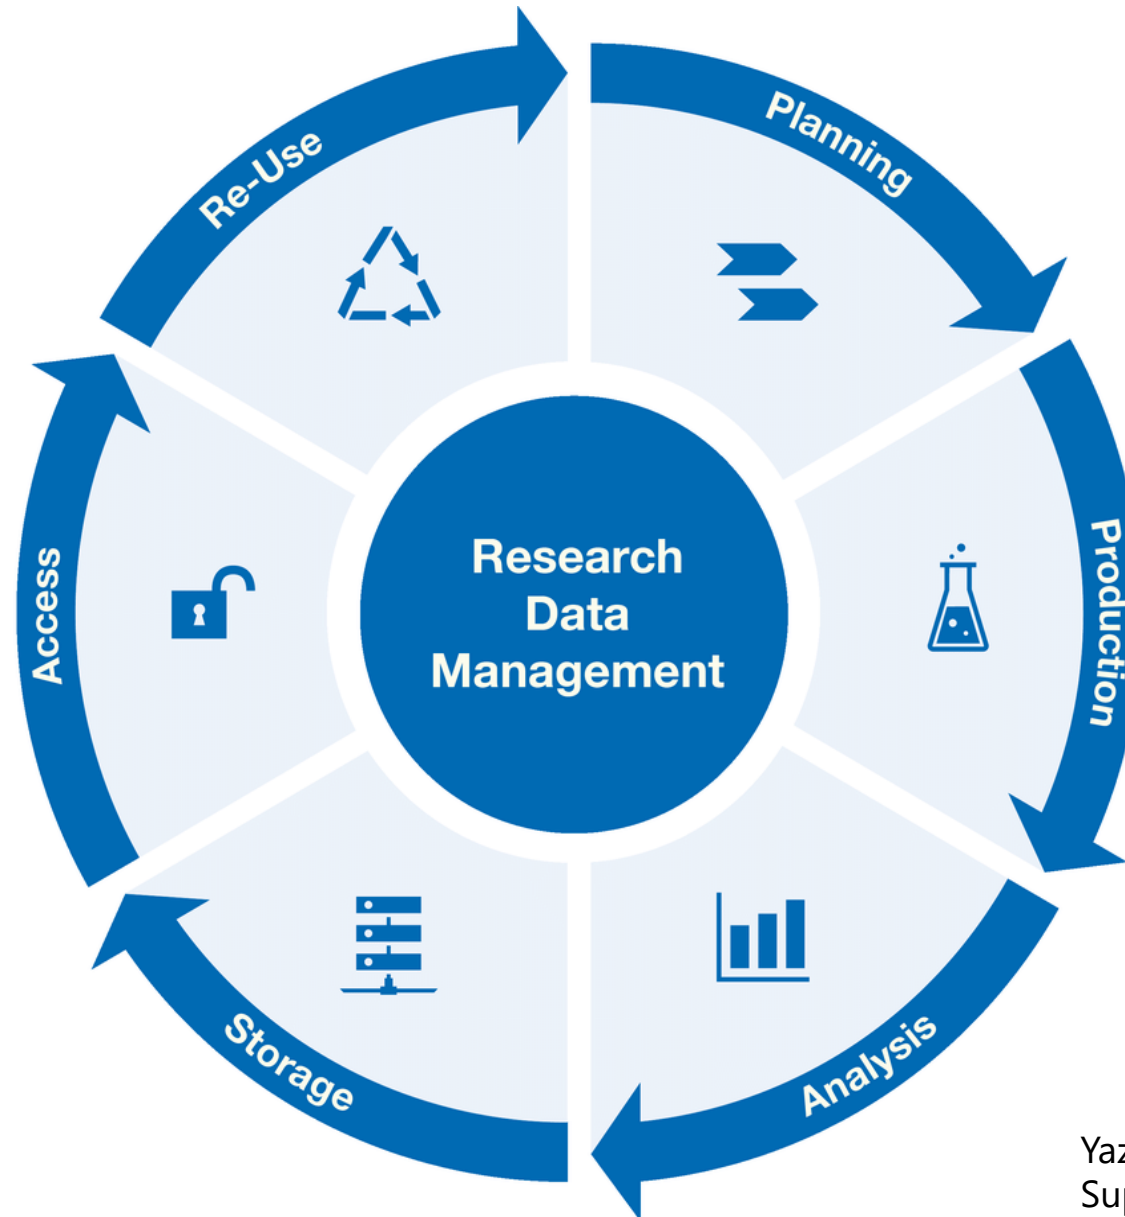 Re-Use
Planning
Production
Analysis
Storage
Access
Research
Data
Management